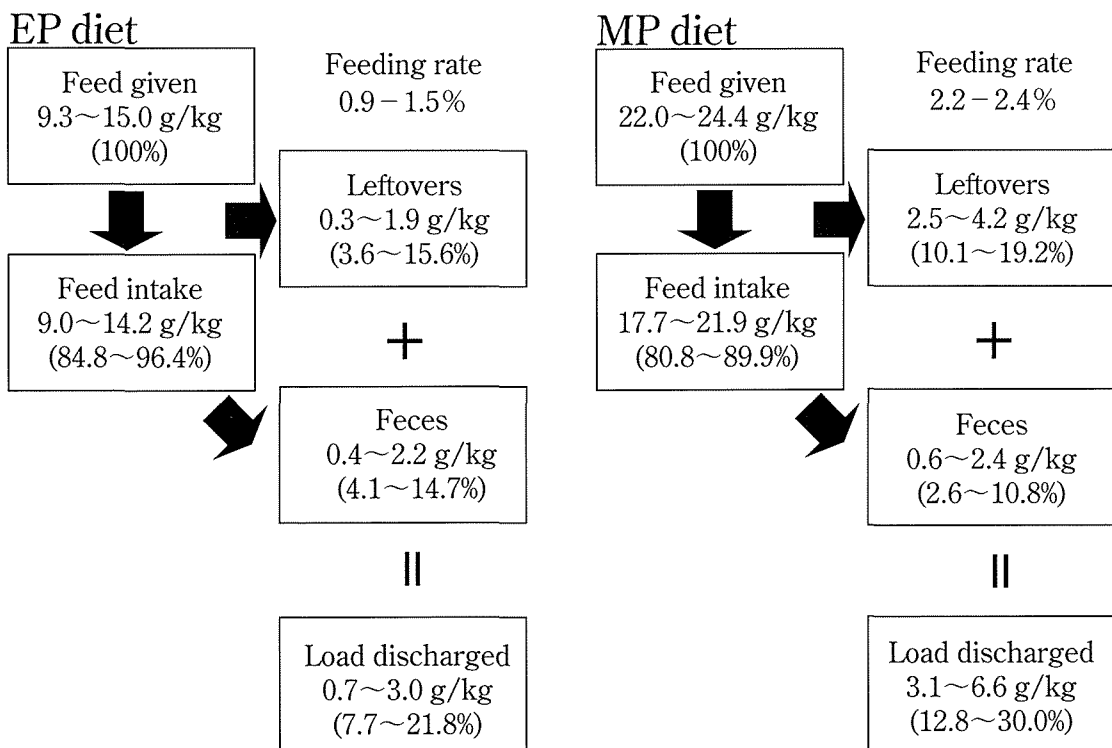 EP diet
Feed given
9.3～15.0 g/kg
(100%)
Feeding rate
0.9－1.5%
Leftovers
0.3～1.9 g/kg
(3.6～15.6%)
Feed intake
9.0～14.2 g/kg
(84.8～96.4%)
+
Feces
0.4～2.2 g/kg
(4.1～14.7%)
=
Load discharged
0.7～3.0 g/kg
(7.7～21.8%)
MP diet
Feed given
22.0～24.4 g/kg
(100%)
Feeding rate
2.2－2.4%
Leftovers
2.5～4.2 g/kg
(10.1～19.2%)
Feed intake
17.7～21.9 g/kg
(80.8～89.9%)
+
Feces
0.6～2.4 g/kg
(2.6～10.8%)
=
Load discharged
3.1～6.6 g/kg
(12.8～30.0%)